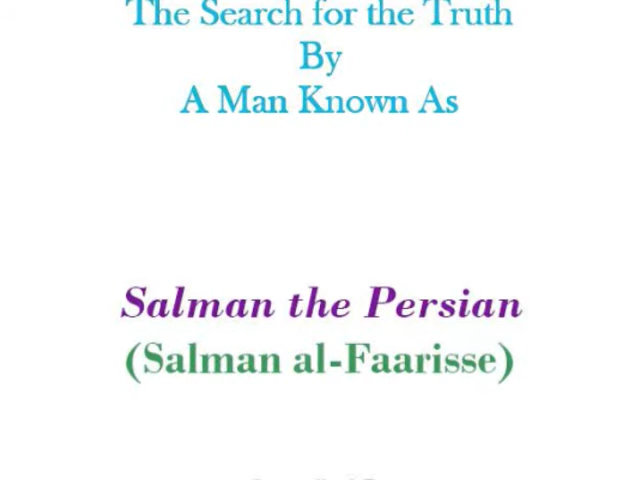 The Search for the Truth
By
A Man Known As
Salman the Persian
(Salman al-Faarisse)